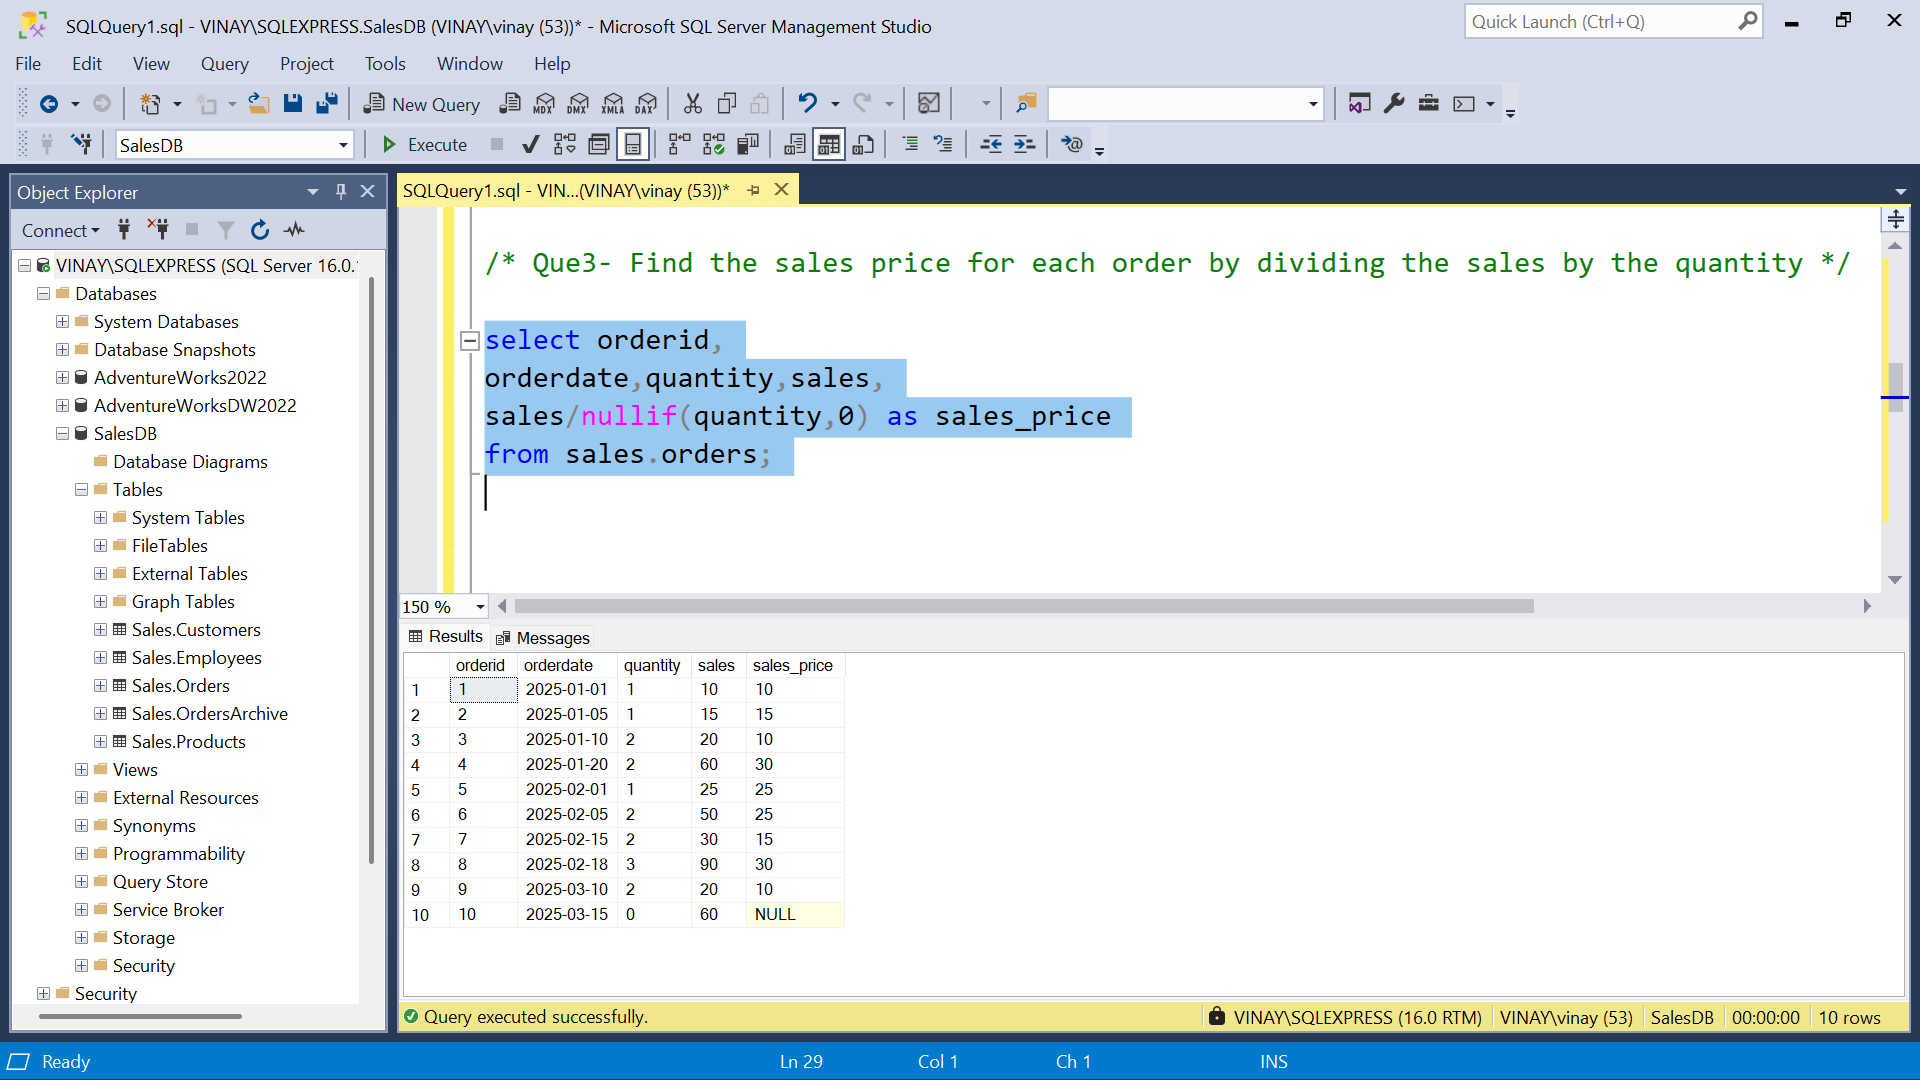 SQLQuery1.sql - VINAY\SQLEXPRESS.SalesDB (VINAY\vinay (53))* - Microsoft SQL Server Management Studio
Quick Launch (Ctrl+Q)
File Edit View Query Project Tools Window Help
New Query MDX DMX XMLA DAX
SalesDB Execute
Object Explorer
SQLQuery1.sql - VIN...(VINAY\vinay (53))*
Connect
VINAY\SQLEXPRESS (SQL Server 16.0.
Databases
System Databases
Database Snapshots
AdventureWorks2022
AdventureWorksDW2022
SalesDB
Database Diagrams
Tables
System Tables
FileTables
External Tables
Graph Tables
Sales.Customers
Sales.Employees
Sales.Orders
Sales.OrdersArchive
Sales.Products
Views
External Resources
Synonyms
Programmability
Query Store
Service Broker
Storage
Security
Security
/* Que3- Find the sales price for each order by dividing the sales by the quantity */
select orderid,
orderdate,quantity,sales,
sales/nullif(quantity,0) as sales_price
from sales.orders;
150 %
Results Messages
orderid orderdate quantity sales sales_price
1 1 2025-01-01 1 10 10
2 2 2025-01-05 1 15 15
3 3 2025-01-10 2 20 10
4 4 2025-01-20 2 60 30
5 5 2025-02-01 1 25 25
6 6 2025-02-05 2 50 25
7 7 2025-02-15 2 30 15
8 8 2025-02-18 3 90 30
9 9 2025-03-10 2 20 10
10 10 2025-03-15 0 60 NULL
Query executed successfully. VINAY\SQLEXPRESS (16.0 RTM) VINAY\vinay (53) SalesDB 00:00:00 10 rows
Ready Ln 29 Col 1 Ch 1 INS